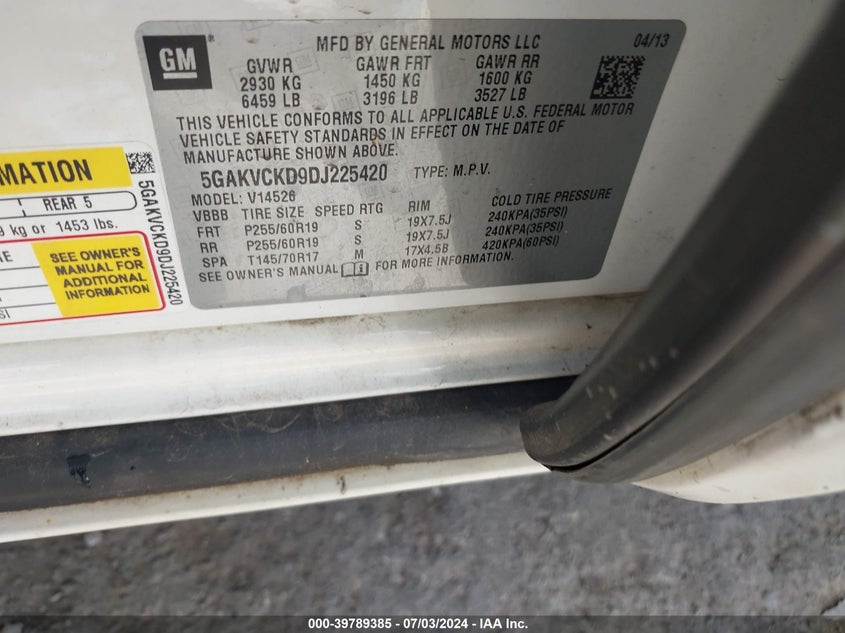 GM
MFD BY GENERAL MOTORS LLC 04/13
GVWR GAWR FRT GAWR RR
2930 KG 1450 KG 1600 KG
6459 LB 3196 LB 3527 LB
THIS VEHICLE CONFORMS TO ALL APPLICABLE U.S. FEDERAL MOTOR
VEHICLE SAFETY STANDARDS IN EFFECT ON THE DATE OF
MANUFACTURE SHOWN ABOVE.
5GAKVCKD9DJ225420 TYPE: M.P.V.
MODEL: V14526
VBBB TIRE SIZE SPEED RTG RIM COLD TIRE PRESSURE
FRT P255/60R19 S 19X7.5J 240KPA(35PSI)
RR P255/60R19 S 19X7.5J 240KPA(35PSI)
SPA T145/70R17 M 17X4.5B 420KPA(60PSI)
SEE OWNER'S MANUAL FOR MORE INFORMATION.
MATION
REAR 5
9 kg or 1453 lbs.
SEE OWNER'S
MANUAL FOR
ADDITIONAL
INFORMATION
5GAKVCKD9DJ225420
000-39789385 - 07/03/2024 - IAA Inc.